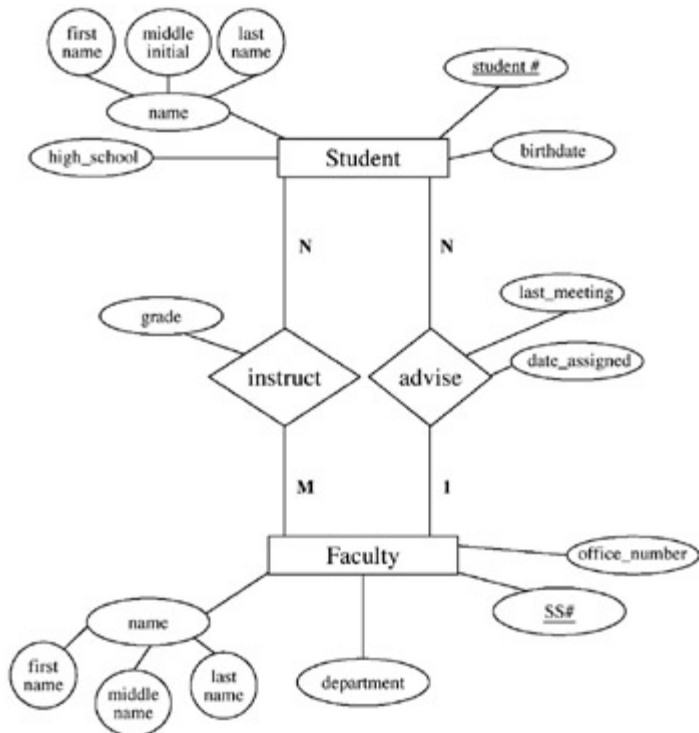 first
name
middle
initial
last
name
name
student #
high_school
Student
birthdate
N
N
grade
last_meeting
instruct
advise
date_assigned
M
1
Faculty
office_number
name
SS#
first
name
middle
name
last
name
department